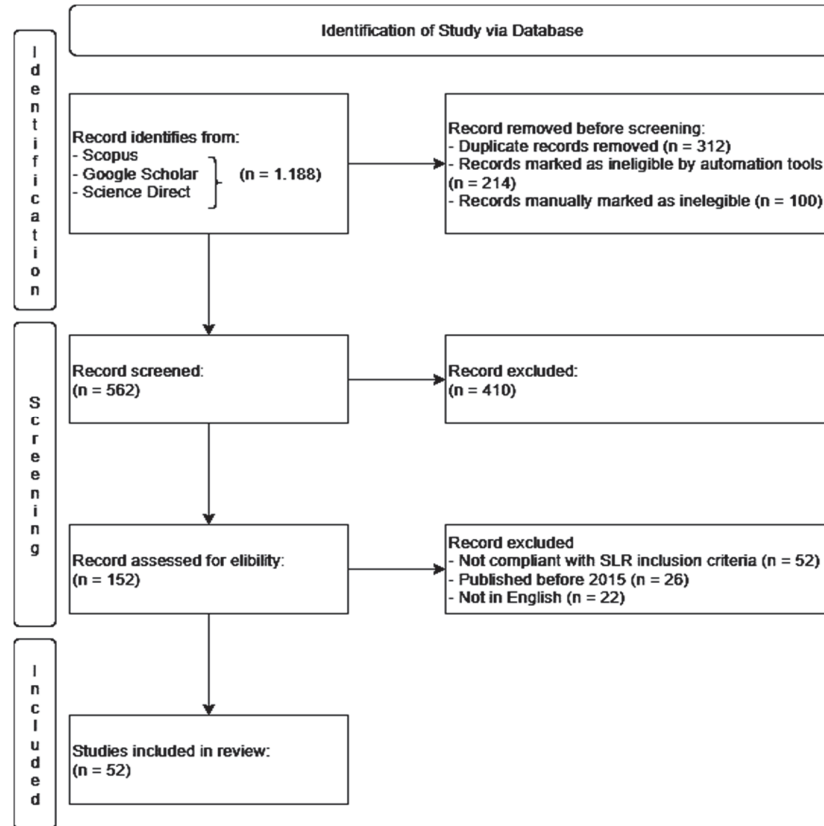 Identification of Study via Database
Identification
Record identifies from:
- Scopus
- Google Scholar
- Science Direct
(n = 1.188)
Record removed before screening:
- Duplicate records removed (n = 312)
- Records marked as ineligible by automation tools
(n = 214)
- Records manually marked as inelegible (n = 100)
Screening
Record screened:
(n = 562)
Record excluded:
(n = 410)
Record assessed for elibility:
(n = 152)
Record excluded
- Not compliant with SLR inclusion criteria (n = 52)
- Published before 2015 (n = 26)
- Not in English (n = 22)
Included
Studies included in review:
(n = 52)